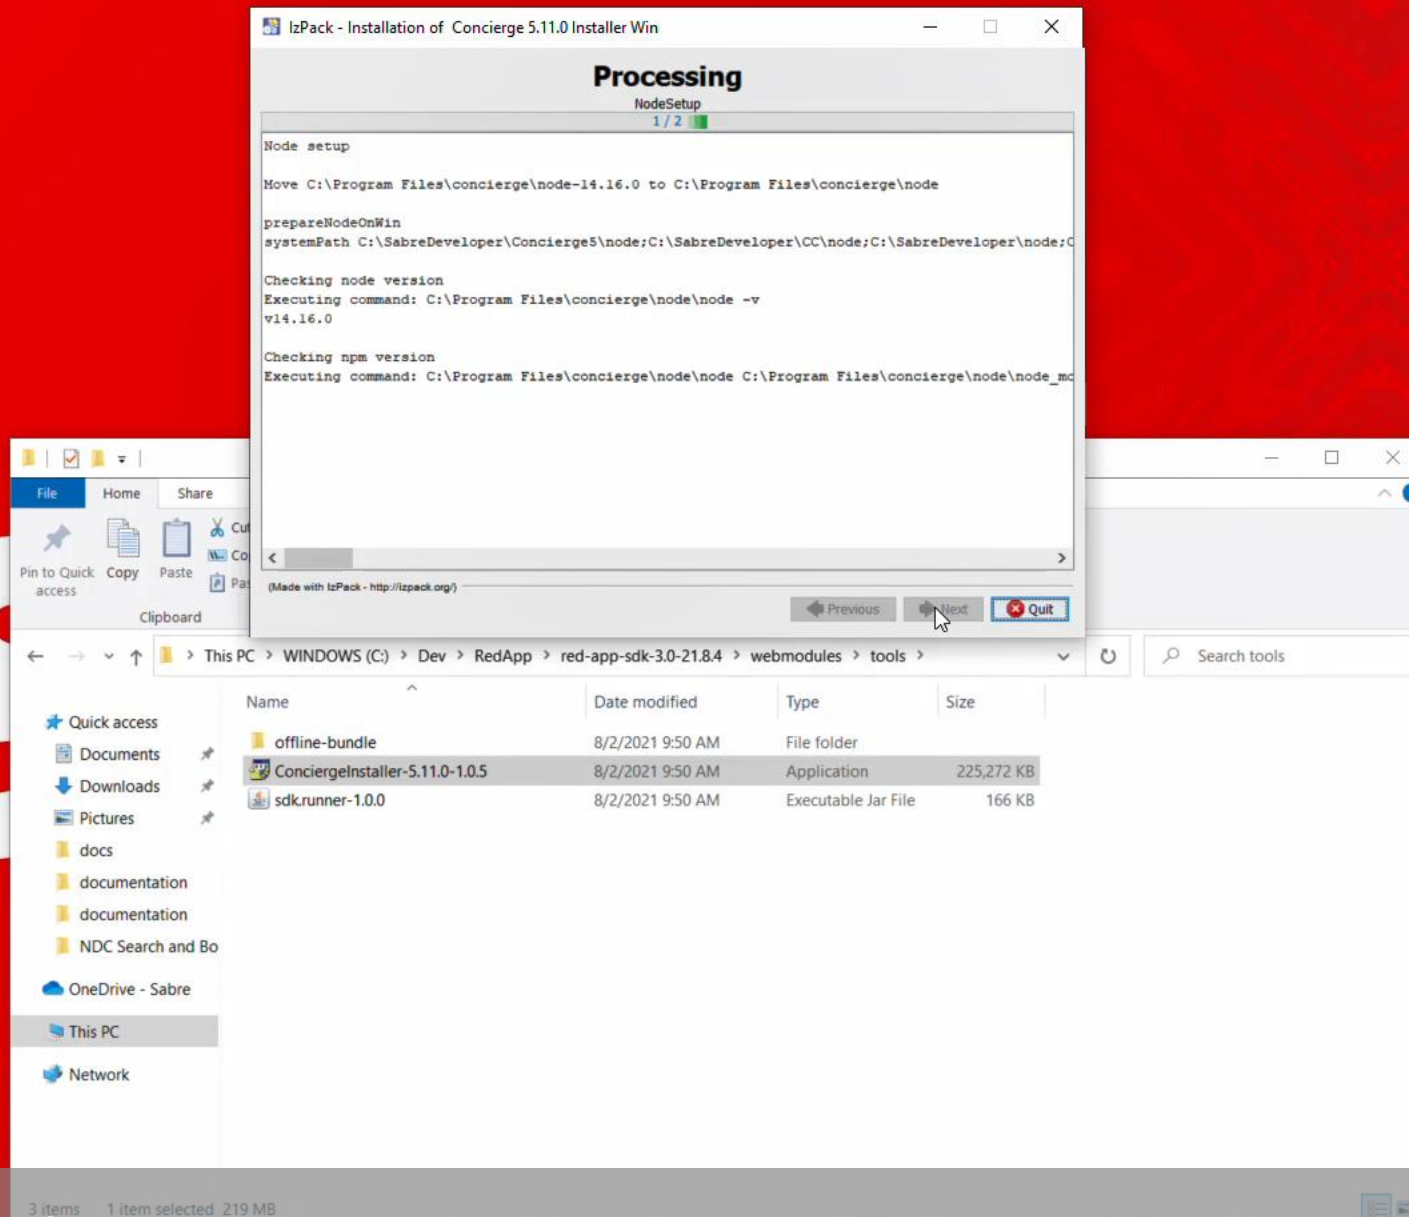 IzPack - Installation of  Concierge 5.11.0 Installer Win
Processing
NodeSetup
1 / 2
Node setup
Move C:\Program Files\concierge\node-14.16.0 to C:\Program Files\concierge\node
prepareNodeOnWin
systemPath C:\SabreDeveloper\Concierge5\node;C:\SabreDeveloper\CC\node;C:\SabreDeveloper\node;C
Checking node version
Executing command: C:\Program Files\concierge\node\node -v
v14.16.0
Checking npm version
Executing command: C:\Program Files\concierge\node\node C:\Program Files\concierge\node\node_mo
(Made with IzPack - http://izpack.org/)
Previous
Next
Quit
File
Home
Share
Pin to Quick
access
Copy
Paste
Cut
Co
Pas
Clipboard
This PC > WINDOWS (C:) > Dev > RedApp > red-app-sdk-3.0-21.8.4 > webmodules > tools >
Search tools
Name
Date modified
Type
Size
offline-bundle
8/2/2021 9:50 AM
File folder
ConciergeInstaller-5.11.0-1.0.5
8/2/2021 9:50 AM
Application
225,272 KB
sdk.runner-1.0.0
8/2/2021 9:50 AM
Executable Jar File
166 KB
Quick access
Documents
Downloads
Pictures
docs
documentation
documentation
NDC Search and Bo
OneDrive - Sabre
This PC
Network
3 items
1 item selected  219 MB